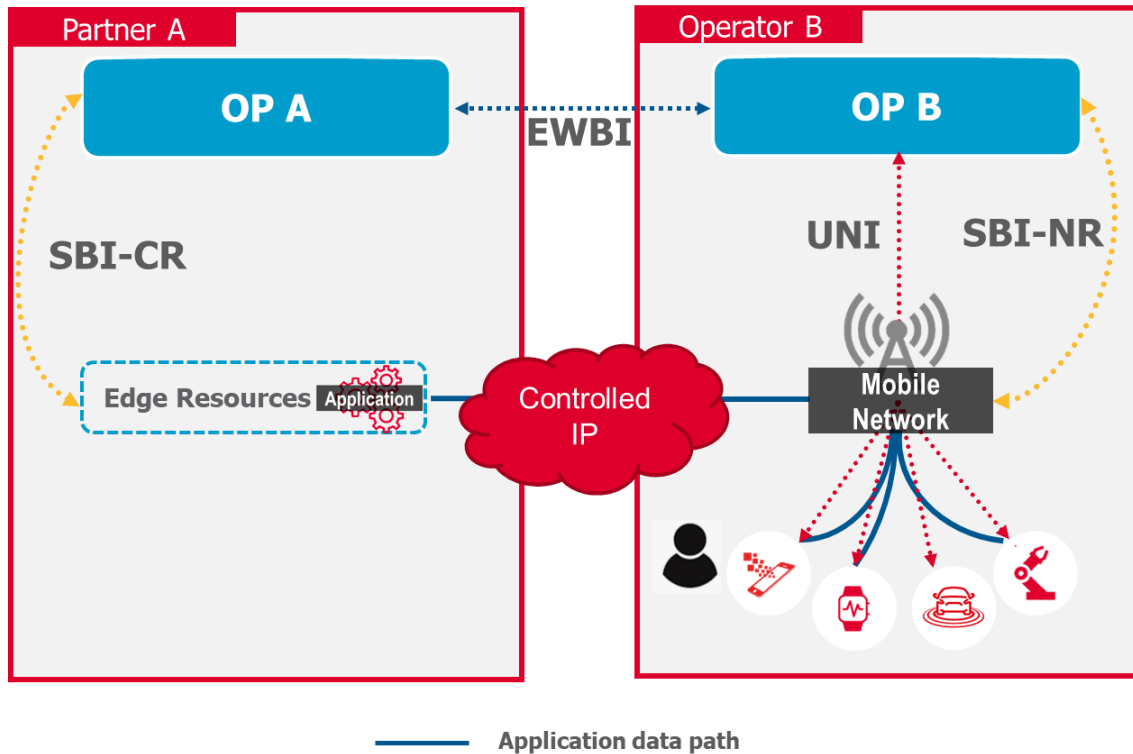 Partner A
Operator B
OP A
OP B
EWBI
SBI-CR
UNI
SBI-NR
Edge Resources
Application
Controlled
IP
Mobile
Network
Application data path